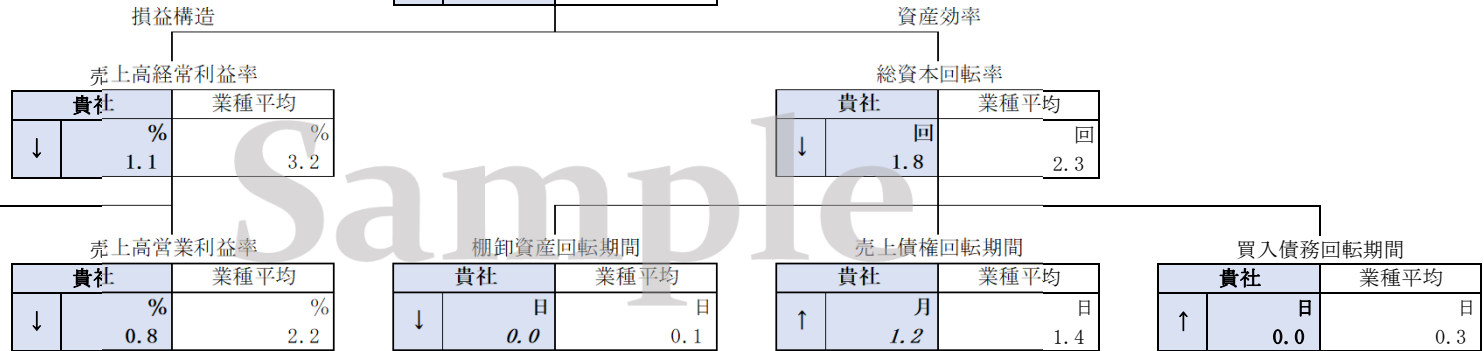 損益構造 資産効率
売上高経常利益率 総資本回転率
貴社 業種平均 貴社 業種平均
↓ % % ↓ 回 回
1.1 3.2 1.8 2.3
Sample
売上高営業利益率 棚卸資産回転期間 売上債権回転期間 買入債務回転期間
貴社 業種平均 貴社 業種平均 貴社 業種平均 貴社 業種平均
↓ % % ↓ 日 日 ↑ 月 日 ↑ 日 日
0.8 2.2 0.0 0.1 1.2 1.4 0.0 0.3